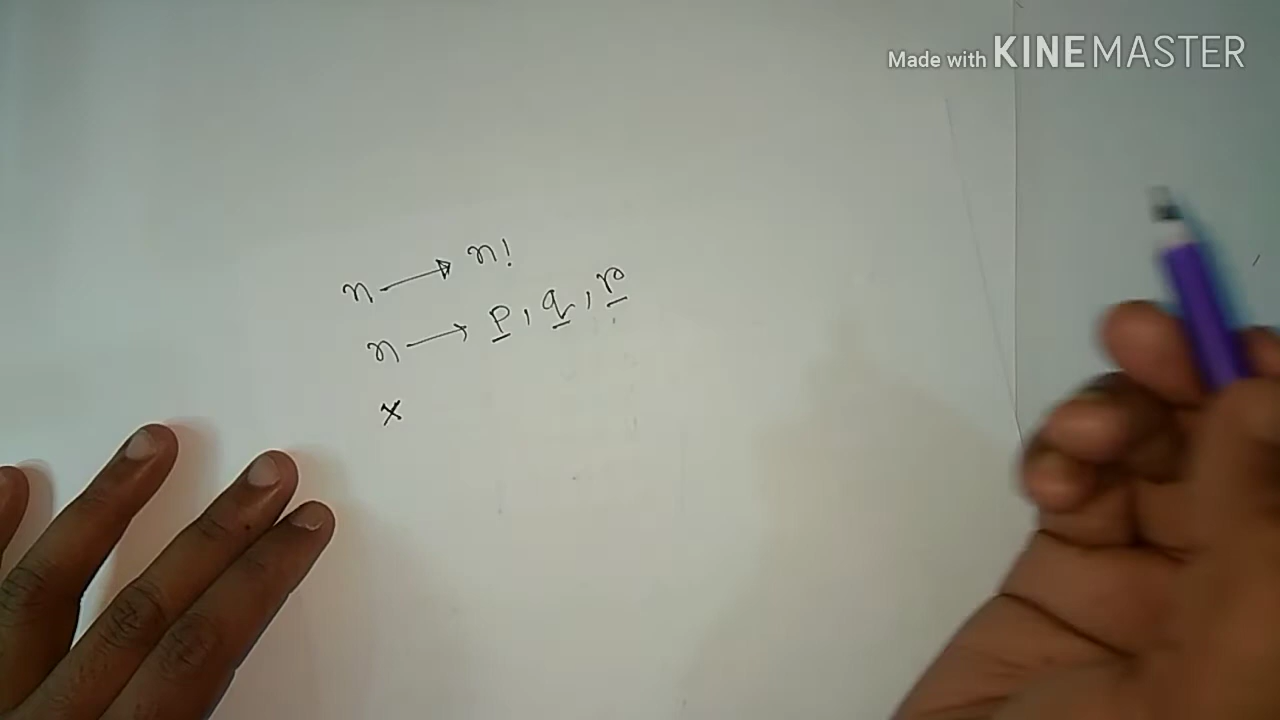 Made with KINEMASTER
n → n!
n → p, q, r
x